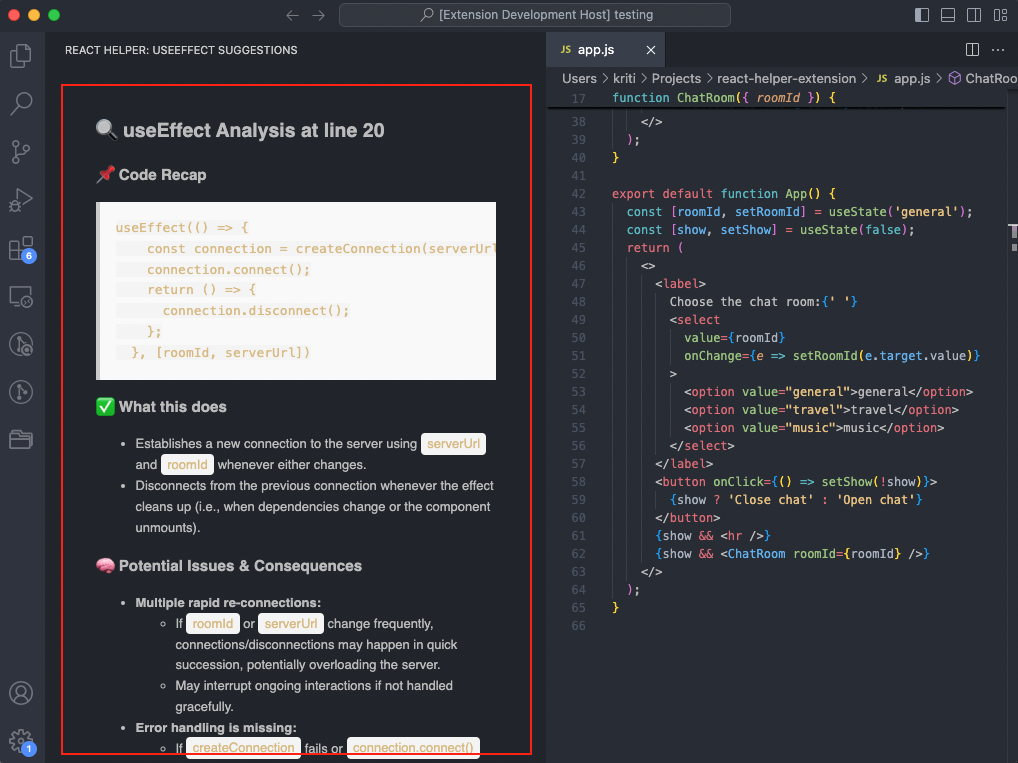 [Extension Development Host] testing
REACT HELPER: USEEFFECT SUGGESTIONS
useEffect Analysis at line 20
Code Recap
useEffect(() => {
const connection = createConnection(serverUrl
connection.connect();
return () => {
connection.disconnect();
};
}, [roomId, serverUrl])
What this does
• Establishes a new connection to the server using serverUrl
and roomId whenever either changes.
• Disconnects from the previous connection whenever the effect
cleans up (i.e., when dependencies change or the component
unmounts).
Potential Issues & Consequences
• Multiple rapid re-connections:
◦ If roomId or serverUrl change frequently,
connections/disconnections may happen in quick
succession, potentially overloading the server.
◦ May interrupt ongoing interactions if not handled
gracefully.
• Error handling is missing:
◦ If createConnection fails or connection.connect()
6
1
JS app.js
Users > kriti > Projects > react-helper-extension > JS app.js > ChatRoo
17 function ChatRoom({ roomId }) {
38 </>
39 );
40 }
41
42 export default function App() {
43 const [roomId, setRoomId] = useState('general');
44 const [show, setShow] = useState(false);
45 return (
46 <>
47 <label>
48 Choose the chat room:{' '}
49 <select
50 value={roomId}
51 onChange={e => setRoomId(e.target.value)}
52 >
53 <option value="general">general</option>
54 <option value="travel">travel</option>
55 <option value="music">music</option>
56 </select>
57 </label>
58 <button onClick={() => setShow(!show)}>
59 {show ? 'Close chat' : 'Open chat'}
60 </button>
61 {show && <hr />}
62 {show && <ChatRoom roomId={roomId} />}
63 </>
64 );
65 }
66